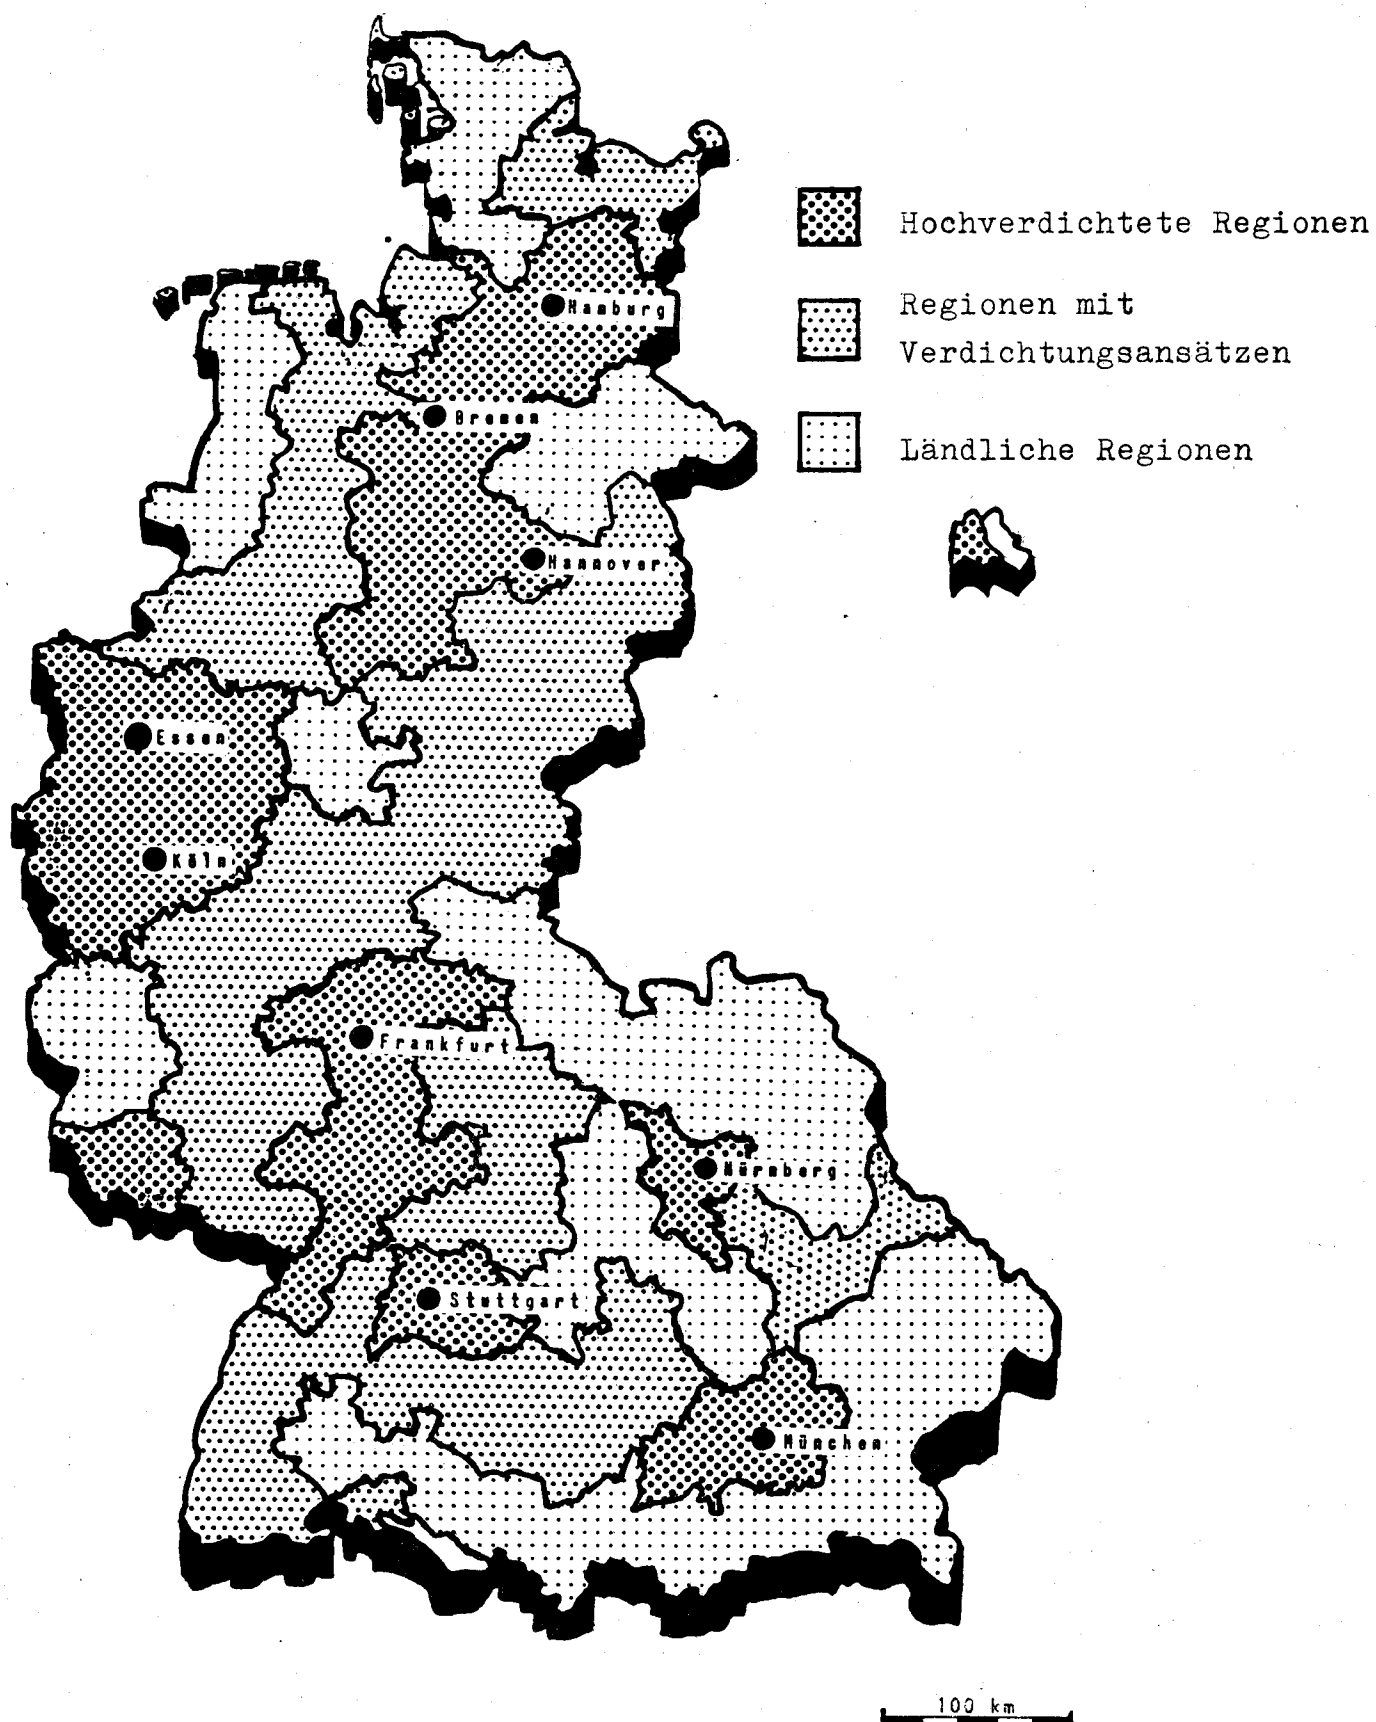 Hochverdichtete Regionen
Regionen mit
Verdichtungsansätzen
Ländliche Regionen
Hamburg
Bremen
Hannover
Essen
Köln
Frankfurt
Nürnberg
Stuttgart
München
100 km